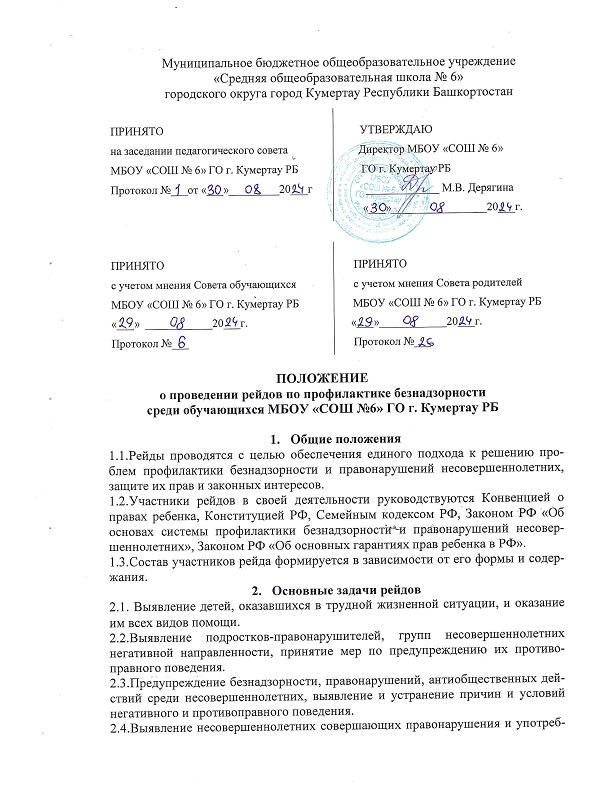 Муниципальное бюджетное общеобразовательное учреждение
«Средняя общеобразовательная школа № 6»
городского округа город Кумертау Республики Башкортостан
ПРИНЯТО
на заседании педагогического совета
МБОУ «СОШ № 6» ГО г. Кумертау РБ
Протокол № 1 от «30» 08 2024 г
УТВЕРЖДАЮ
Директор МБОУ «СОШ № 6»
ГО г. Кумертау РБ
М.В. Дерягина
«30» 08 2024 г.
ПРИНЯТО
с учетом мнения Совета обучающихся
МБОУ «СОШ № 6» ГО г. Кумертау РБ
«29» 08 2024 г.
Протокол № 6
ПРИНЯТО
с учетом мнения Совета родителей
МБОУ «СОШ № 6» ГО г. Кумертау РБ
«29» 08 2024 г.
Протокол № 26
ПОЛОЖЕНИЕ
о проведении рейдов по профилактике безнадзорности
среди обучающихся МБОУ «СОШ №6» ГО г. Кумертау РБ
1. Общие положения
1.1.Рейды проводятся с целью обеспечения единого подхода к решению про-
блем профилактики безнадзорности и правонарушений несовершеннолетних,
защите их прав и законных интересов.
1.2.Участники рейдов в своей деятельности руководствуются Конвенцией о
правах ребенка, Конституцией РФ, Семейным кодексом РФ, Законом РФ «Об
основах системы профилактики безнадзорности и правонарушений несовер-
шеннолетних», Законом РФ «Об основных гарантиях прав ребенка в РФ».
1.3.Состав участников рейда формируется в зависимости от его формы и содер-
жания.
2. Основные задачи рейдов
2.1. Выявление детей, оказавшихся в трудной жизненной ситуации, и оказание
им всех видов помощи.
2.2.Выявление подростков-правонарушителей, групп несовершеннолетних
негативной направленности, принятие мер по предупреждению их противо-
правного поведения.
2.3.Предупреждение безнадзорности, правонарушений, антиобщественных дей-
ствий среди несовершеннолетних, выявление и устранение причин и условий
негативного и противоправного поведения.
2.4.Выявление несовершеннолетних совершающих правонарушения и употреб-